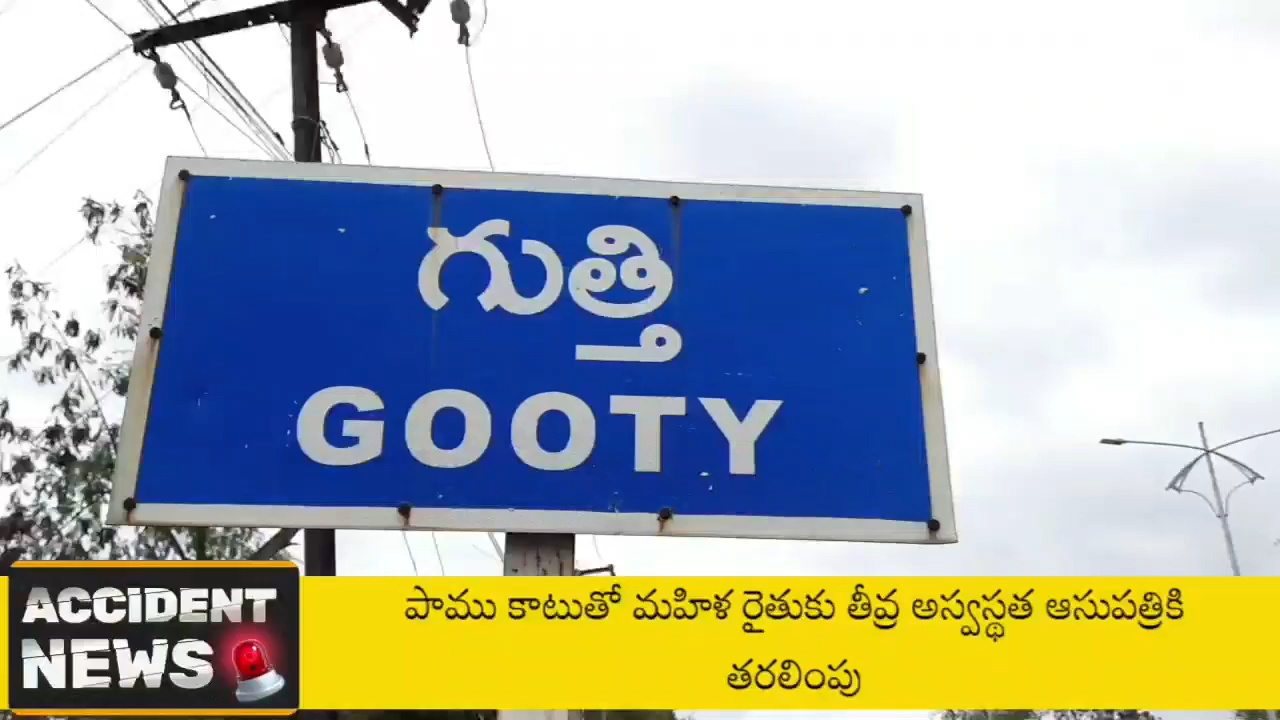 గుత్తి
GOOTY
ACCIDENT
NEWS
పాము కాటుతో మహిళ రైతుకు తీవ్ర అస్వస్థత ఆసుపత్రికి
తరలింపు